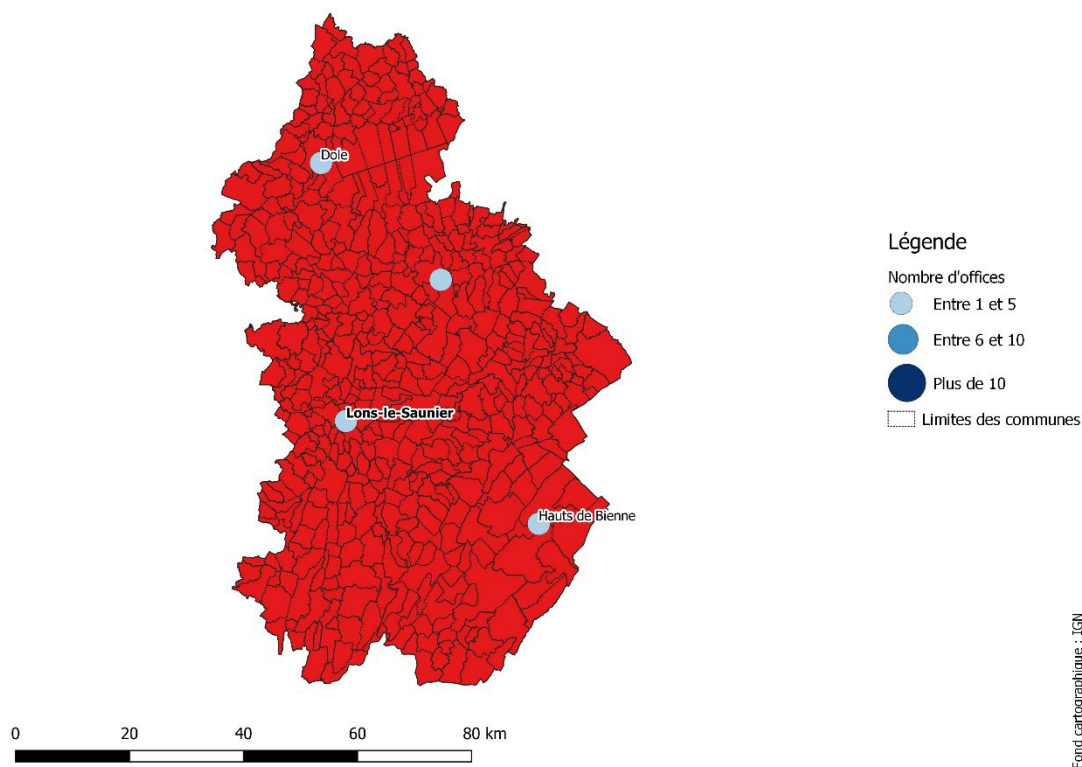 Dole
Lons-le-Saunier
Hauts de Bienne
Légende
Nombre d'offices
Entre 1 et 5
Entre 6 et 10
Plus de 10
Limites des communes
0 20 40 60 80 km
Fond cartographique : IGN